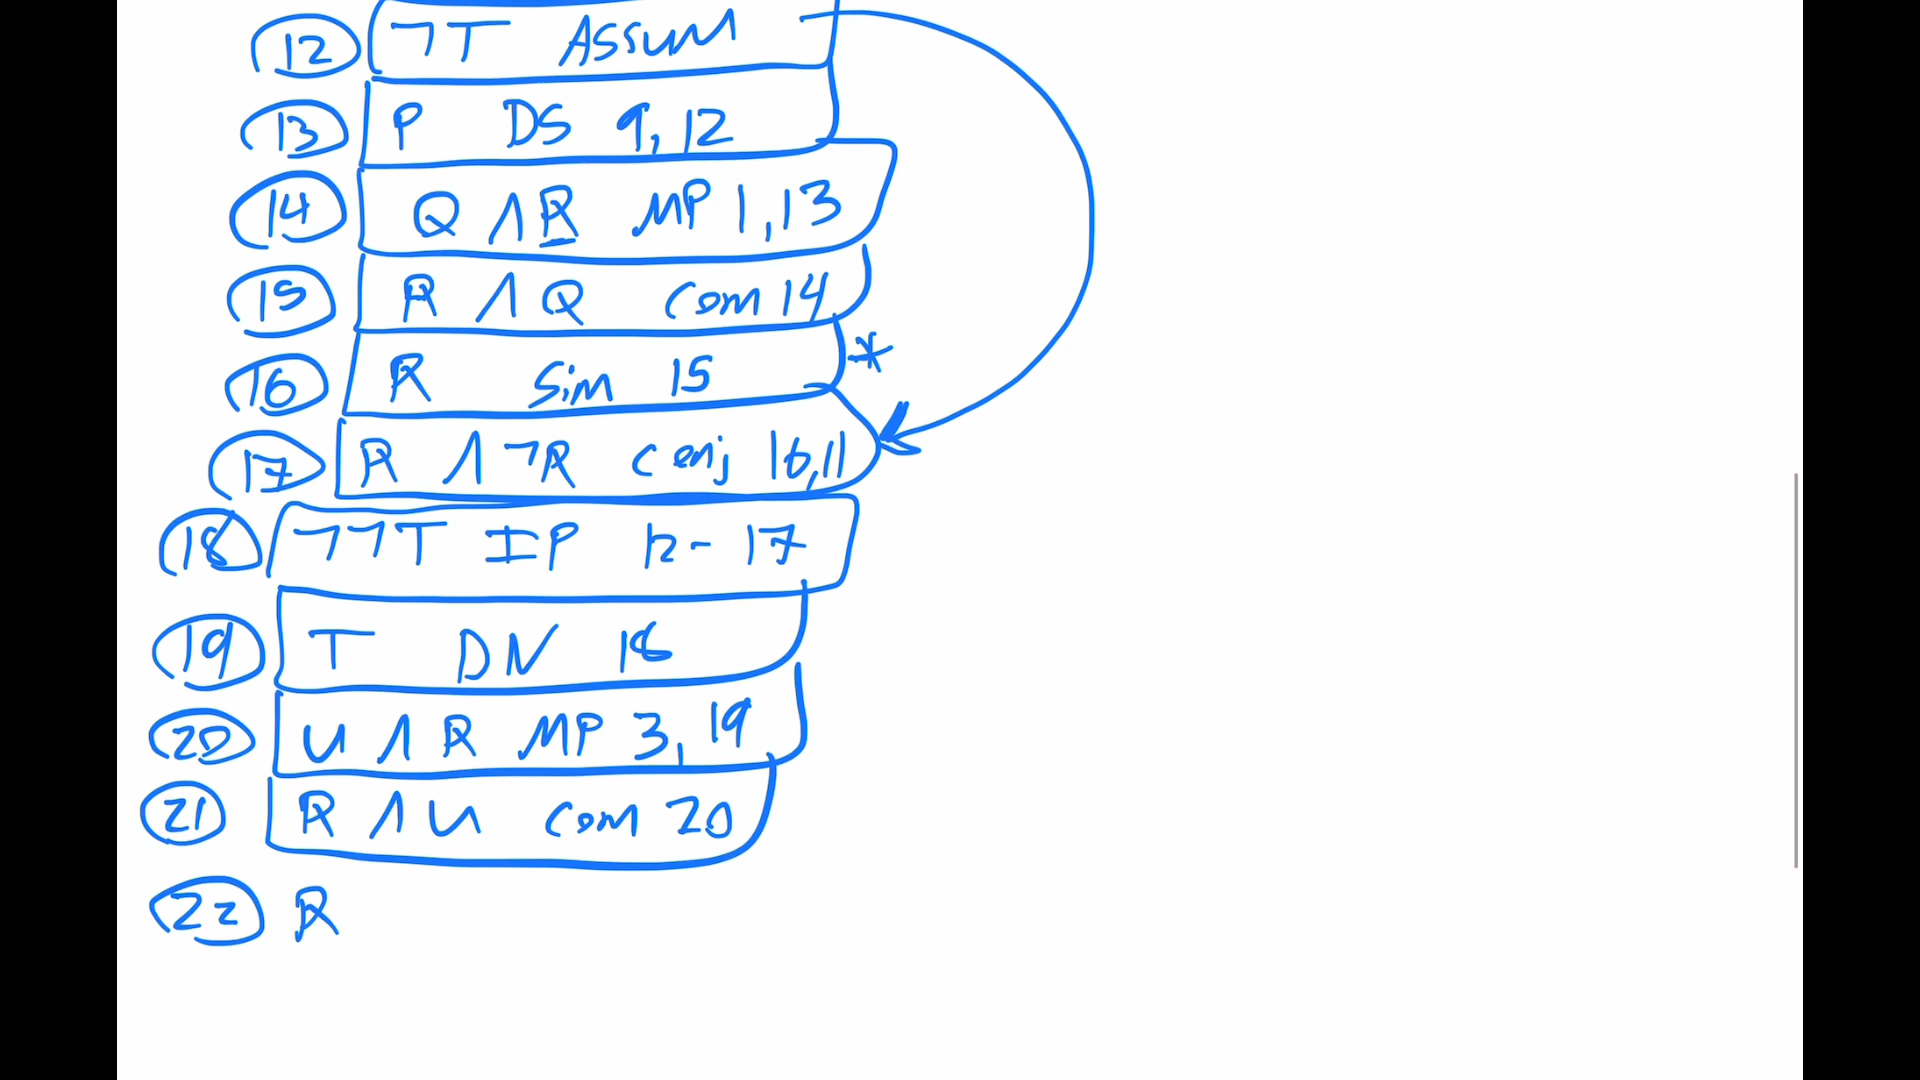 12 ¬T Assum
13 P DS 9,12
14 Q ∧ R MP 1,13
15 R ∧ Q com 14
16 R Sim 15 *
17 R ∧ ¬R conj 16,11
18 ¬¬T IP 12-17
19 T DN 18
20 U ∧ R MP 3,19
21 R ∧ U com 20
22 R